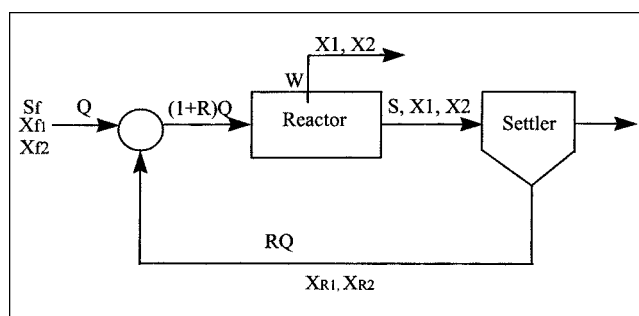 X1, X2
W
Sf
Xf1
Xf2
Q
(1+R)Q
Reactor
S, X1, X2
Settler
RQ
XR1, XR2